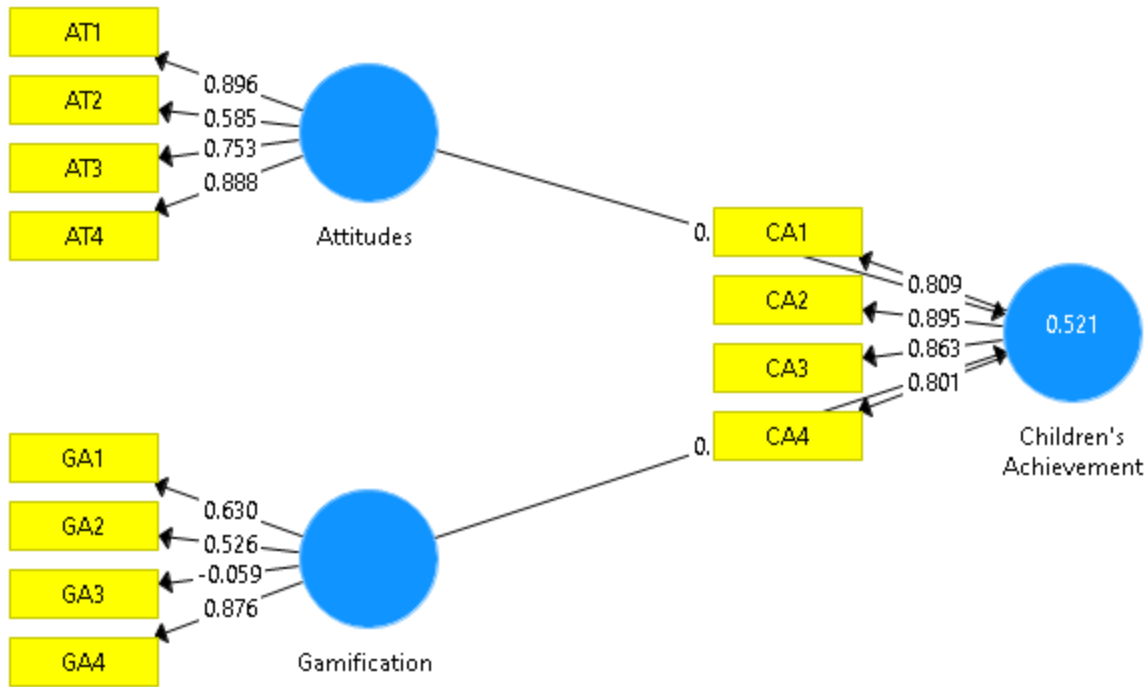 AT1
0.896
AT2
0.585
0.753
AT3
0.888
AT4
Attitudes
0.
CA1
0.809
CA2
0.895
0.863
CA3
0.801
0.
CA4
0.521
Children's
Achievement
GA1
0.630
GA2
0.526
-0.059
GA3
0.876
GA4
Gamification